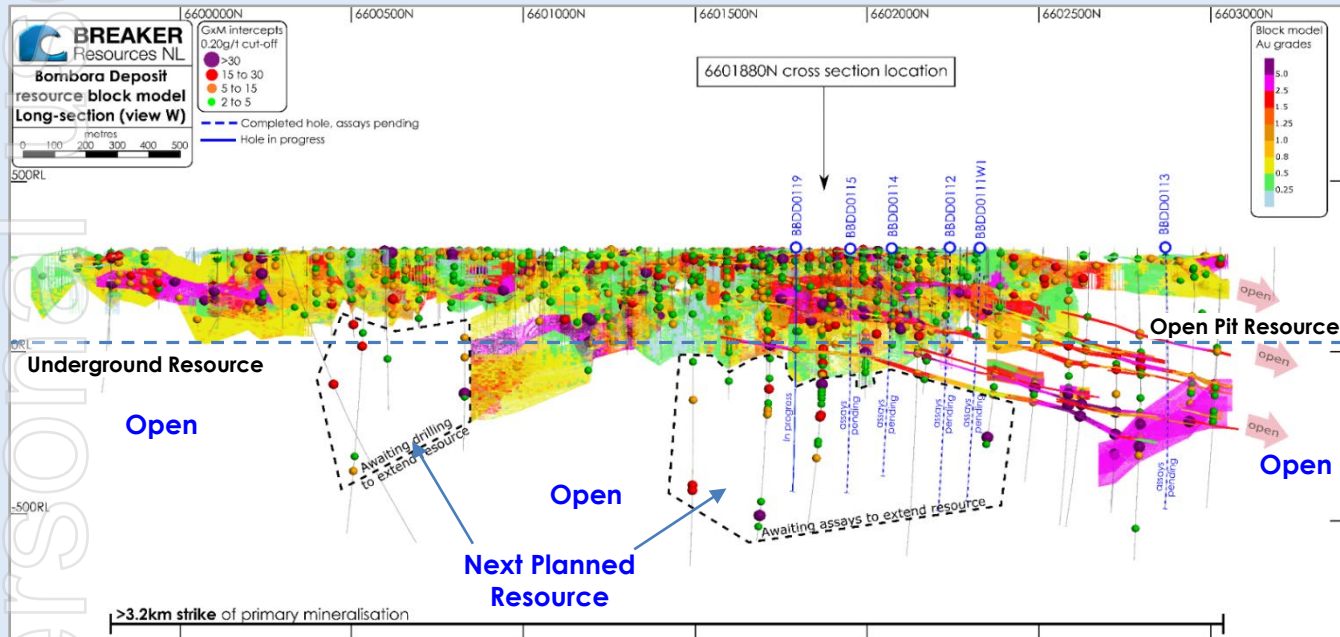 6600000N
6600500N
6601000N
6601500N
6602000N
6602500N
6603000N
BREAKER
Resources NL
Bombora Deposit
resource block model
Long-section (view W)
metres
0 100 200 300 400 500
GxM intercepts
0.20g/t cut-off
>30
15 to 30
5 to 15
2 to 5
Completed hole, assays pending
Hole in progress
6601880N cross section location
Block model
Au grades
5.0
2.5
1.5
1.25
1.0
0.8
0.5
0.25
500RL
BBDD0119
BBDD0115
BBDD0114
BBDD0112
BBDD0111W1
BBDD0113
open
Open Pit Resource
0RL
Underground Resource
open
Open
in progress
assays
pending
assays
pending
assays
pending
assays
pending
assays
pending
open
Open
Awaiting drilling
to extend resource
Open
-500RL
Awaiting assays to extend resource
Next Planned
Resource
>3.2km strike of primary mineralisation